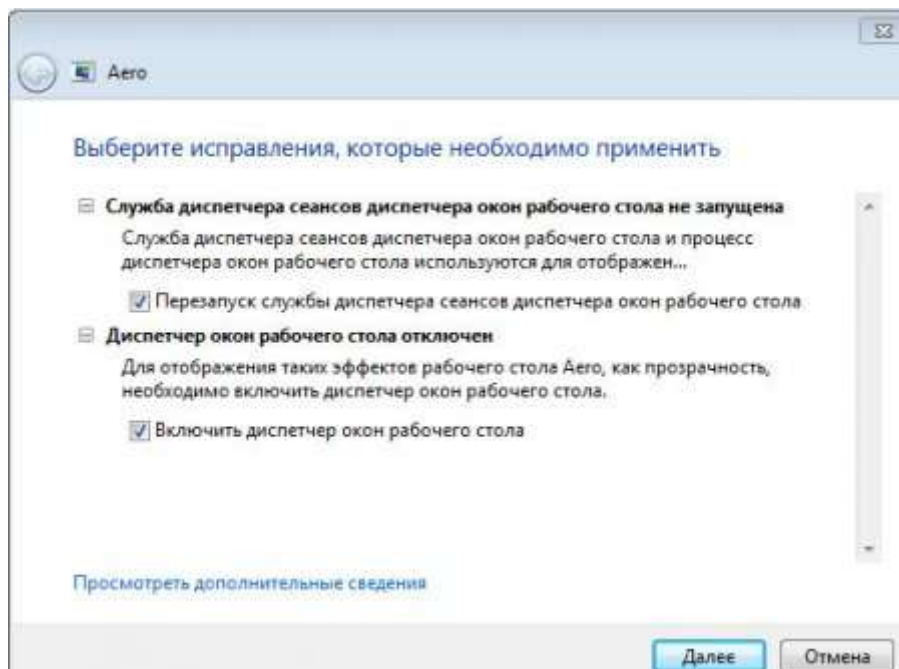 Aero
Выберите исправления, которые необходимо применить
Служба диспетчера сеансов диспетчера окон рабочего стола не запущена
Служба диспетчера сеансов диспетчера окон рабочего стола и процесс
диспетчера окон рабочего стола используются для отображен...
Перезапуск службы диспетчера сеансов диспетчера окон рабочего стола
Диспетчер окон рабочего стола отключен
Для отображения таких эффектов рабочего стола Aero, как прозрачность,
необходимо включить диспетчер окон рабочего стола.
Включить диспетчер окон рабочего стола
Просмотреть дополнительные сведения
Далее Отмена